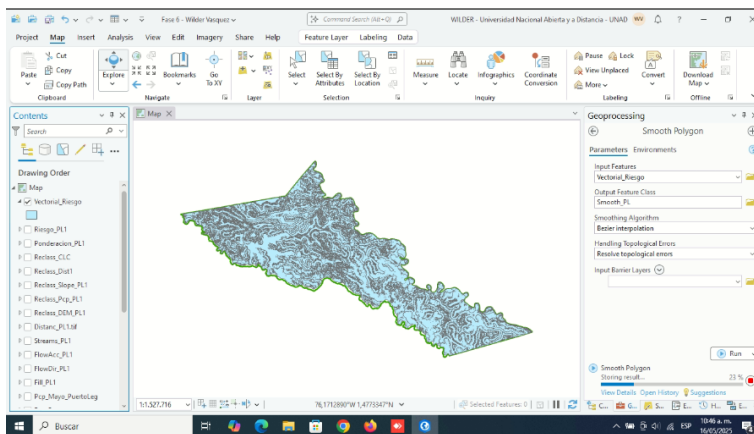 Fase 6 - Wilder Vasquez
Command Search (Alt+Q)
WILDER - Universidad Nacional Abierta y a Distancia - UNAD
WV
Project Map Insert Analysis View Edit Imagery Share Help Feature Layer Labeling Data
Paste
Cut
Copy
Copy Path
Explore
Bookmarks
Go To XY
Select
Select By Attributes
Select By Location
Measure
Locate
Infographics
Coordinate Conversion
Pause
Lock
View Unplaced
More
Convert
Download Map
Clipboard
Navigate
Layer
Selection
Inquiry
Labeling
Offline
Contents
Search
Drawing Order
Map
Vectorial_Riesgo
Riesgo_PL1
Ponderacion_PL1
Reclass_CLC
Reclass_Dist1
Reclass_Slope_PL1
Reclass_Pcp_PL1
Reclass_DEM_PL1
Distanc_PL1.tif
Streams_PL1
FlowAcc_PL1
FlowDir_PL1
Fill_PL1
Pcp_Mayo_PuertoLeg
Map
1:1.527.716
76,1712890°W 1,4773347°N
Selected Features: 0
Geoprocessing
Smooth Polygon
Parameters Environments
Input Features
Vectorial_Riesgo
Output Feature Class
Smooth_PL
Smoothing Algorithm
Bezier interpolation
Handling Topological Errors
Resolve topological errors
Input Barrier Layers
Run
Smooth Polygon
Storing result...
23 %
View Details Open History Suggestions
Buscar
ESP
10:46 a. m.
16/05/2025